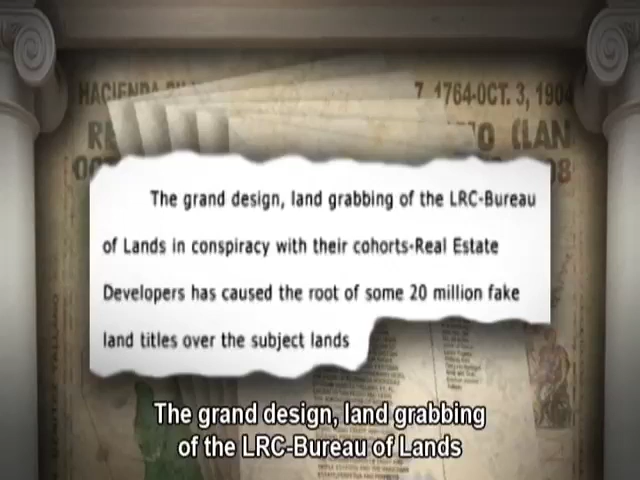 HACIENDA
7, 1764-OCT. 3, 1904
CLAN
The grand design, land grabbing of the LRC-Bureau
of Lands in conspiracy with their cohorts-Real Estate
Developers has caused the root of some 20 million fake
land titles over the subject lands
The grand design, land grabbing
of the LRC-Bureau of Lands